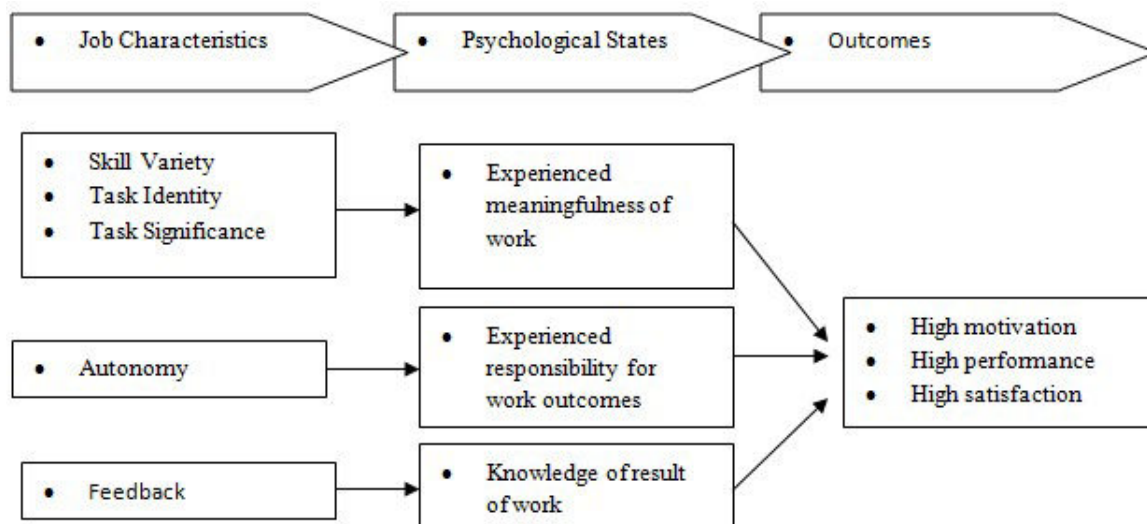 • Job Characteristics
• Psychological States
• Outcomes
• Skill Variety
• Task Identity
• Task Significance
• Experienced
meaningfulness of
work
• Autonomy
• Experienced
responsibility for
work outcomes
• Feedback
• Knowledge of result
of work
• High motivation
• High performance
• High satisfaction